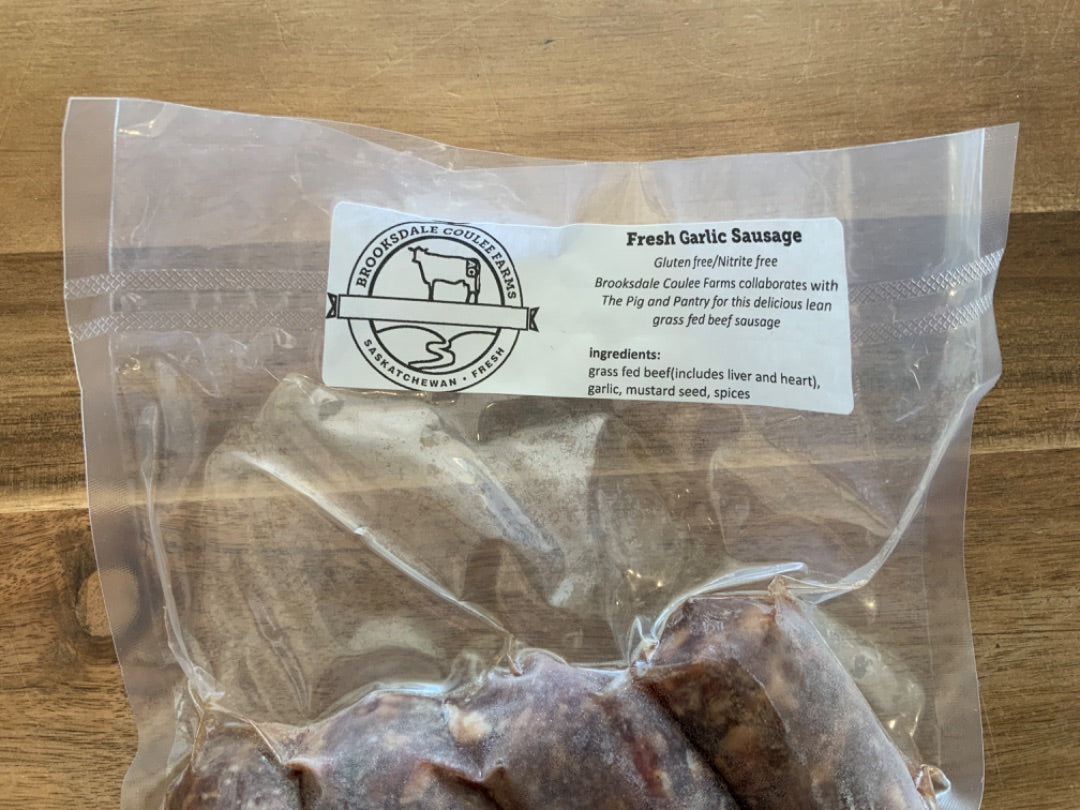 BROOKSDALE COULEE FARMS
SASKATCHEWAN • FRESH
Fresh Garlic Sausage
Gluten free/Nitrite free
Brooksdale Coulee Farms collaborates with
The Pig and Pantry for this delicious lean
grass fed beef sausage
ingredients:
grass fed beef(includes liver and heart),
garlic, mustard seed, spices